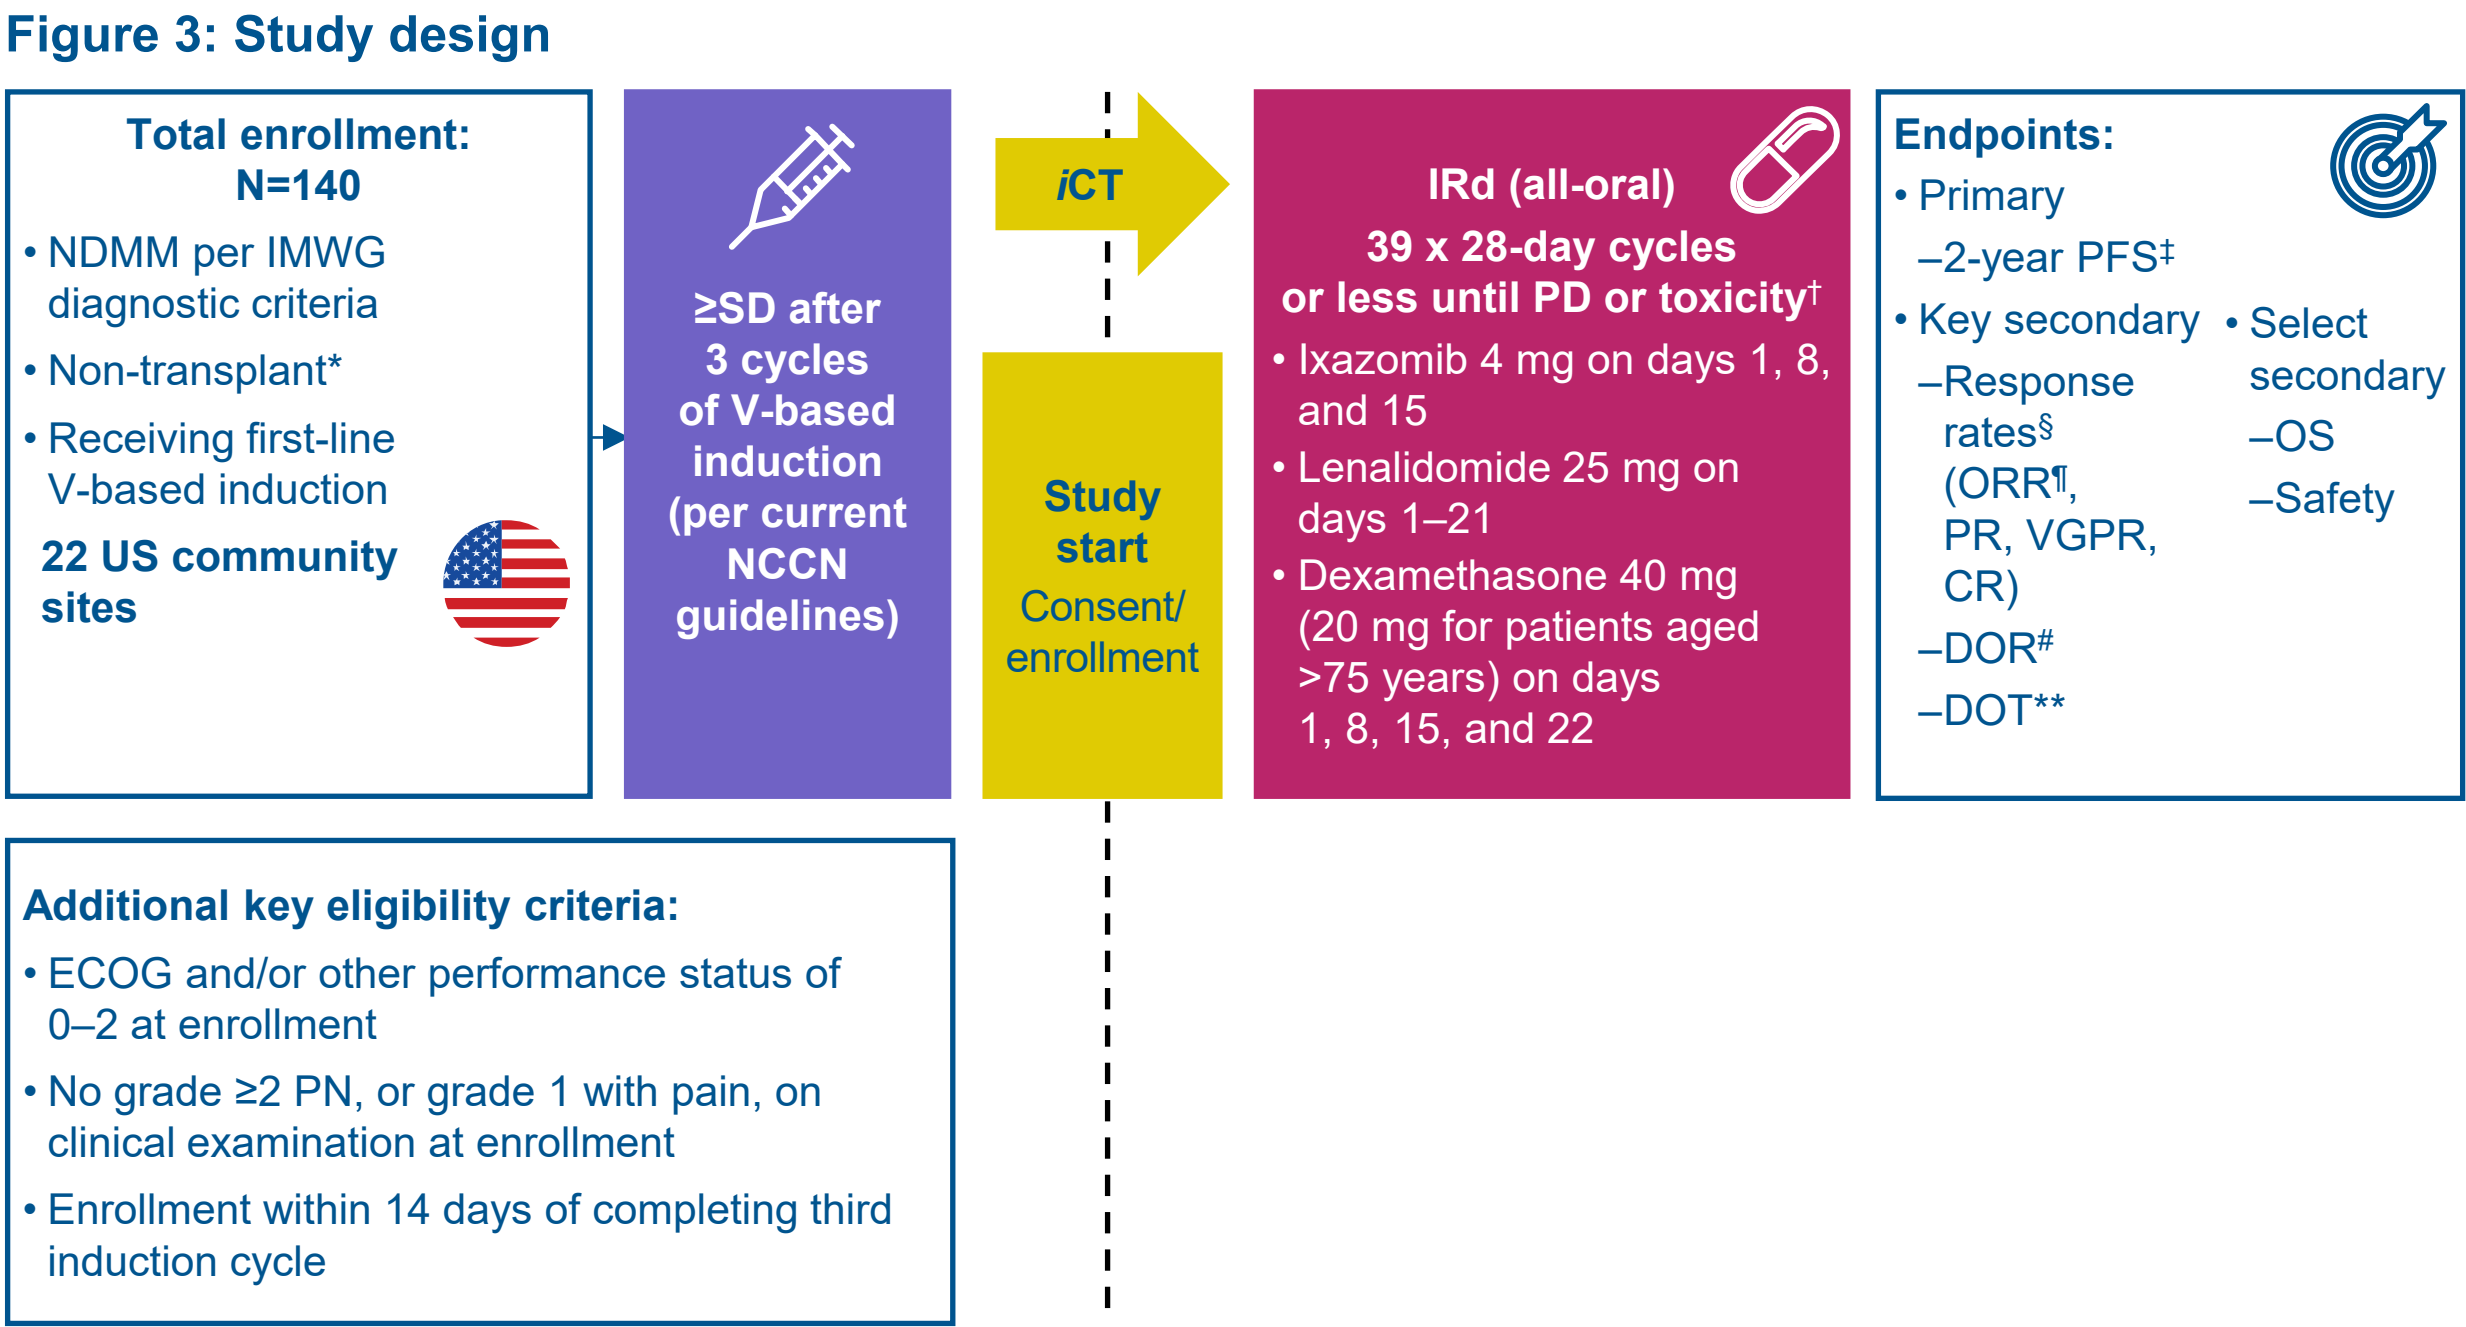 Figure 3: Study design
Total enrollment:
N=140
• NDMM per IMWG
diagnostic criteria
• Non-transplant*
• Receiving first-line
V-based induction
22 US community
sites
≥SD after
3 cycles
of V-based
induction
(per current
NCCN
guidelines)
iCT
Study
start
Consent/
enrollment
IRd (all-oral)
39 x 28-day cycles
or less until PD or toxicity†
• Ixazomib 4 mg on days 1, 8,
and 15
• Lenalidomide 25 mg on
days 1–21
• Dexamethasone 40 mg
(20 mg for patients aged
>75 years) on days
1, 8, 15, and 22
Endpoints:
• Primary
–2-year PFS‡
• Key secondary
–Response
rates§
(ORR¶,
PR, VGPR,
CR)
–DOR#
–DOT**
• Select
secondary
–OS
–Safety
Additional key eligibility criteria:
• ECOG and/or other performance status of
0–2 at enrollment
• No grade ≥2 PN, or grade 1 with pain, on
clinical examination at enrollment
• Enrollment within 14 days of completing third
induction cycle